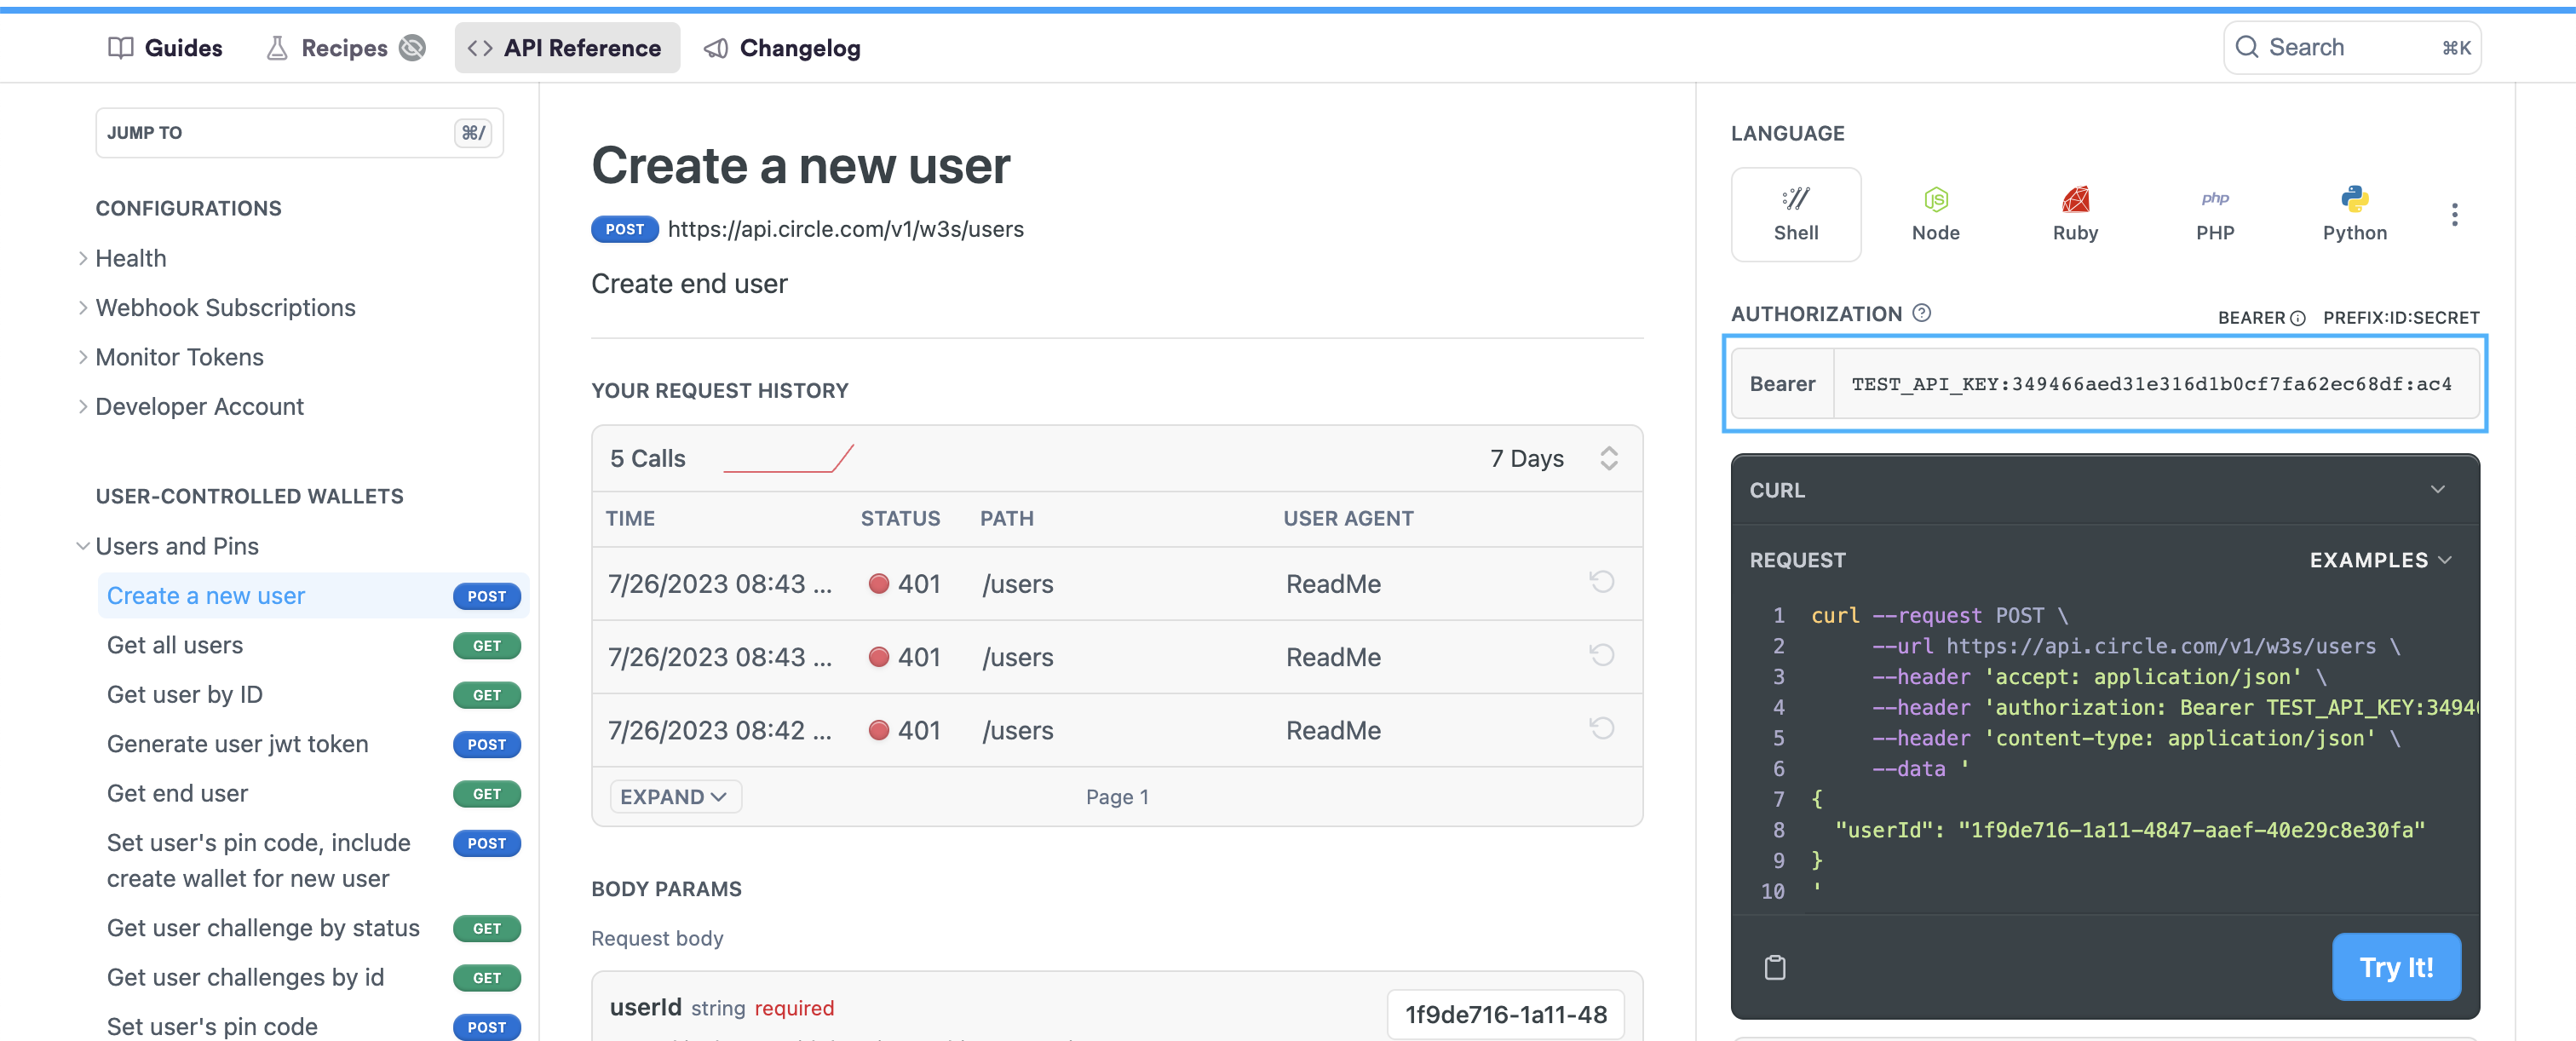 Guides
Recipes
API Reference
Changelog
Search ⌘K
JUMP TO ⌘/
CONFIGURATIONS
Health
Webhook Subscriptions
Monitor Tokens
Developer Account
USER-CONTROLLED WALLETS
Users and Pins
Create a new user POST
Get all users GET
Get user by ID GET
Generate user jwt token POST
Get end user GET
Set user's pin code, include POST
create wallet for new user
Get user challenge by status GET
Get user challenges by id GET
Set user's pin code POST
Create a new user
POST https://api.circle.com/v1/w3s/users
Create end user
YOUR REQUEST HISTORY
5 Calls 7 Days
TIME STATUS PATH USER AGENT
7/26/2023 08:43 ... 401 /users ReadMe
7/26/2023 08:43 ... 401 /users ReadMe
7/26/2023 08:42 ... 401 /users ReadMe
EXPAND Page 1
BODY PARAMS
Request body
userId string required 1f9de716-1a11-48
LANGUAGE
Shell
JS
Node
Ruby
php
PHP
Python
AUTHORIZATION ? BEARER PREFIX:ID:SECRET
Bearer TEST_API_KEY:349466aed31e316d1b0cf7fa62ec68df:ac4
CURL
REQUEST EXAMPLES
1 curl --request POST \
2 --url https://api.circle.com/v1/w3s/users \
3 --header 'accept: application/json' \
4 --header 'authorization: Bearer TEST_API_KEY:3494
5 --header 'content-type: application/json' \
6 --data '
7 {
8 "userId": "1f9de716-1a11-4847-aaef-40e29c8e30fa"
9 }
10 '
Try It!